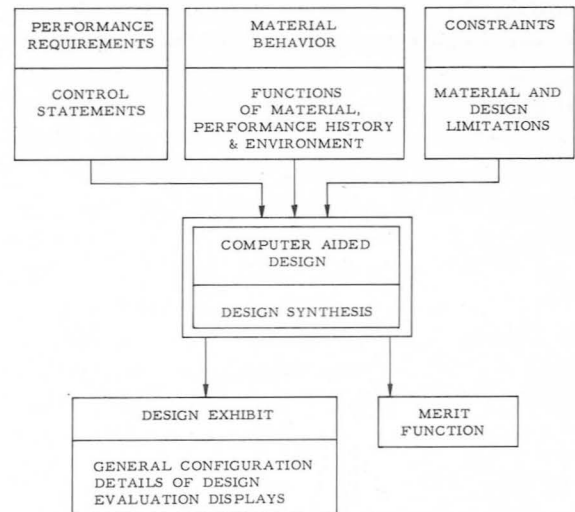 PERFORMANCE
REQUIREMENTS
CONTROL
STATEMENTS
MATERIAL
BEHAVIOR
FUNCTIONS
OF MATERIAL,
PERFORMANCE HISTORY
& ENVIRONMENT
CONSTRAINTS
MATERIAL AND
DESIGN
LIMITATIONS
COMPUTER AIDED
DESIGN
DESIGN SYNTHESIS
DESIGN EXHIBIT
GENERAL CONFIGURATION
DETAILS OF DESIGN
EVALUATION DISPLAYS
MERIT
FUNCTION